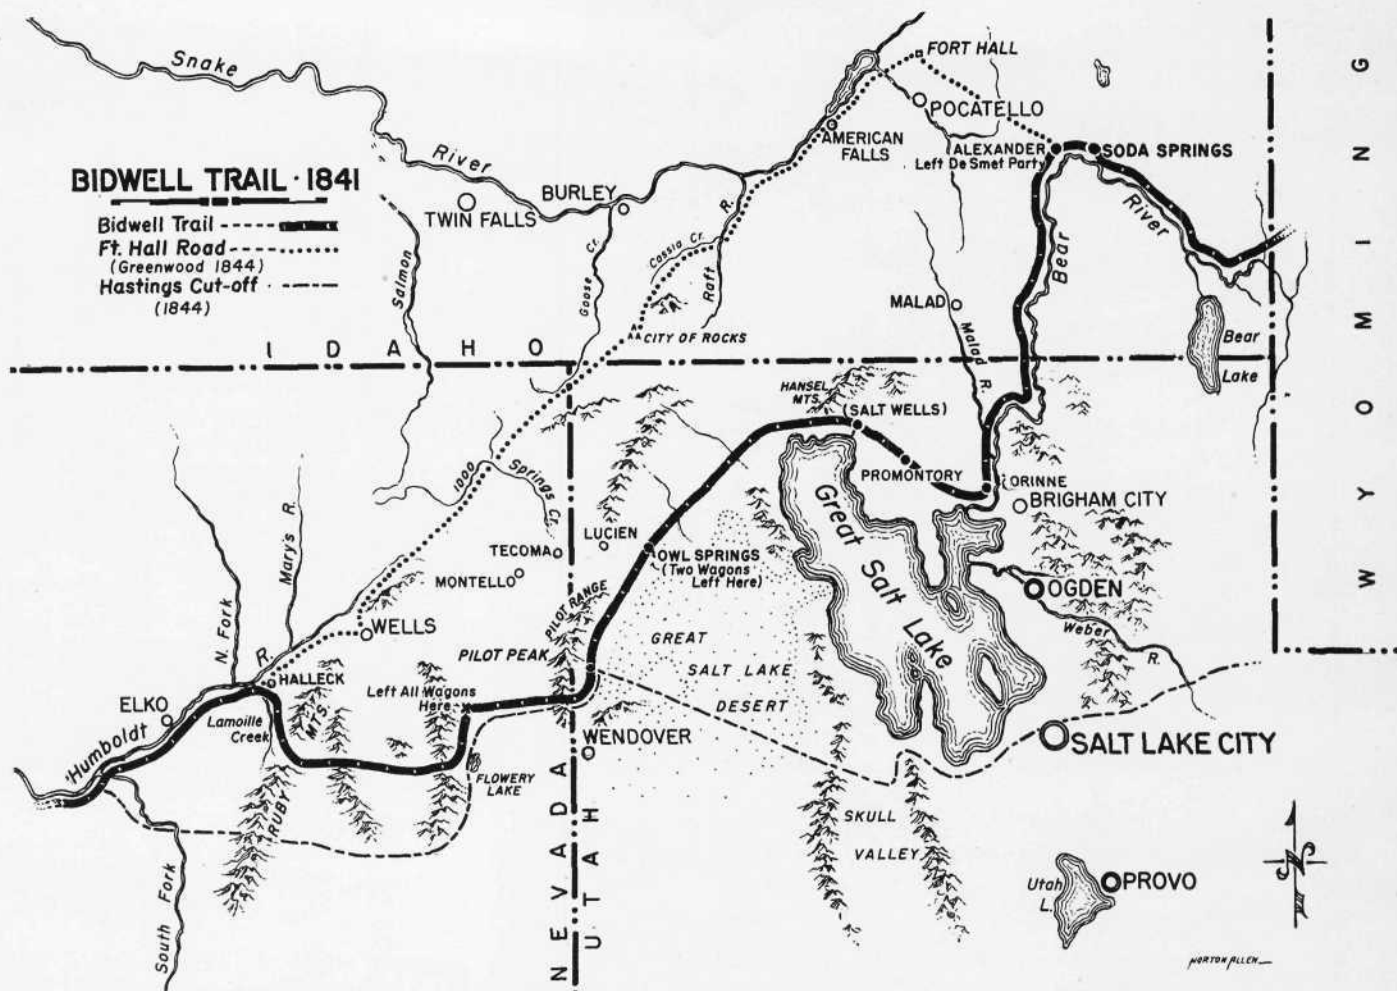 BIDWELL TRAIL · 1841
Bidwell Trail
Ft. Hall Road
(Greenwood 1844)
Hastings Cut-off
(1844)
Snake
River
TWIN FALLS
BURLEY
FORT HALL
POCATELLO
AMERICAN
FALLS
ALEXANDER
Left De Smet Party
SODA SPRINGS
Bear
River
Salmon
Goose Cr.
Cassia Cr.
Raft
R.
CITY OF ROCKS
MALAD
Malad R.
Bear
Lake
IDAHO
WYOMING
HANSEL
MTS.
(SALT WELLS)
PROMONTORY
CORINNE
BRIGHAM CITY
1000
Springs Cr.
Mary's R.
N. Fork
TECOMA
LUCIEN
MONTELLO
OWL SPRINGS
(Two Wagons
Left Here)
Great
Salt
Lake
OGDEN
Weber
R.
WELLS
PILOT RANGE
PILOT PEAK
GREAT
SALT LAKE
DESERT
R.
HALLECK
ELKO
Humboldt
Lamoille
Creek
MTS.
RUBY
Left All Wagons
Here
FLOWERY
LAKE
WENDOVER
SALT LAKE CITY
SKULL
VALLEY
South Fork
NEVADA
UTAH
Utah
L.
PROVO
S
NORTON ALLEN